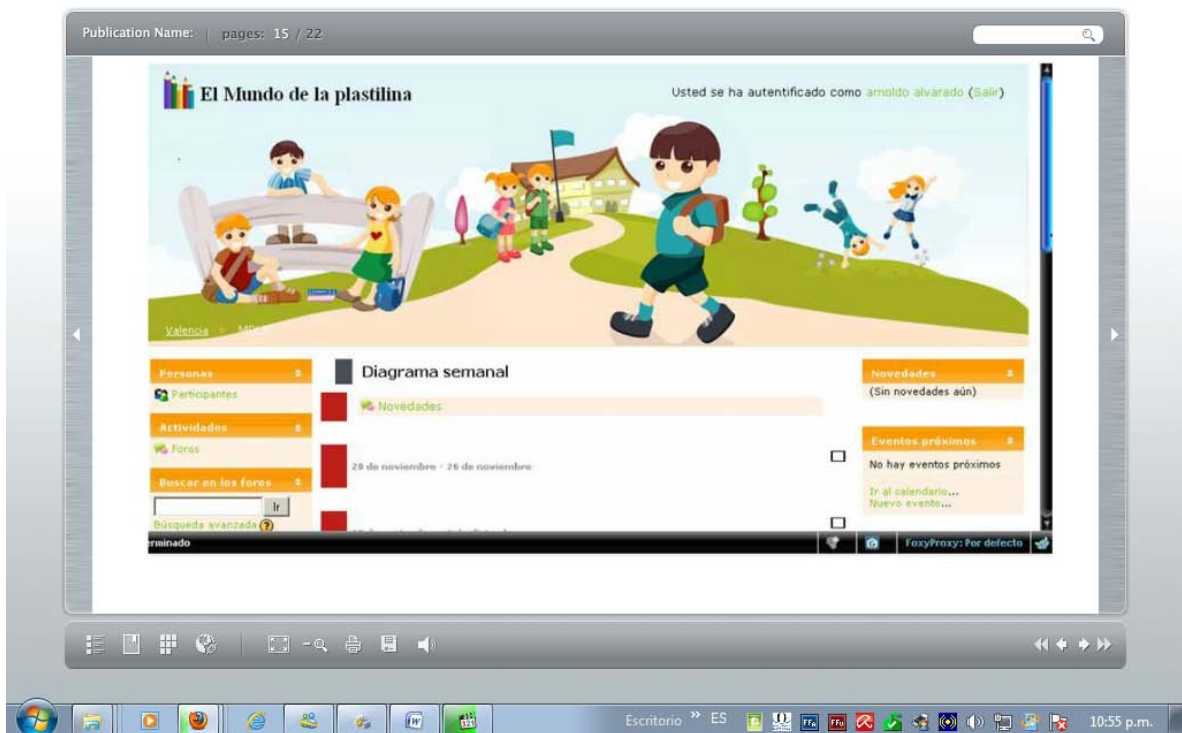 Publication Name: | pages: 15 / 22
El Mundo de la plastilina
Usted se ha autentificado como arnoldo alvarado (Salir)
Valencia
Personas
Participantes
Actividades
Foros
Buscar en los foros
Ir
Búsqueda avanzada
Diagrama semanal
Novedades
20 de noviembre - 26 de noviembre
Novedades
(Sin novedades aún)
Eventos próximos
No hay eventos próximos
Ir al calendario...
Nuevo evento...
erminado
FoxyProxy: Por defecto
Escritorio » ES
10:55 p.m.